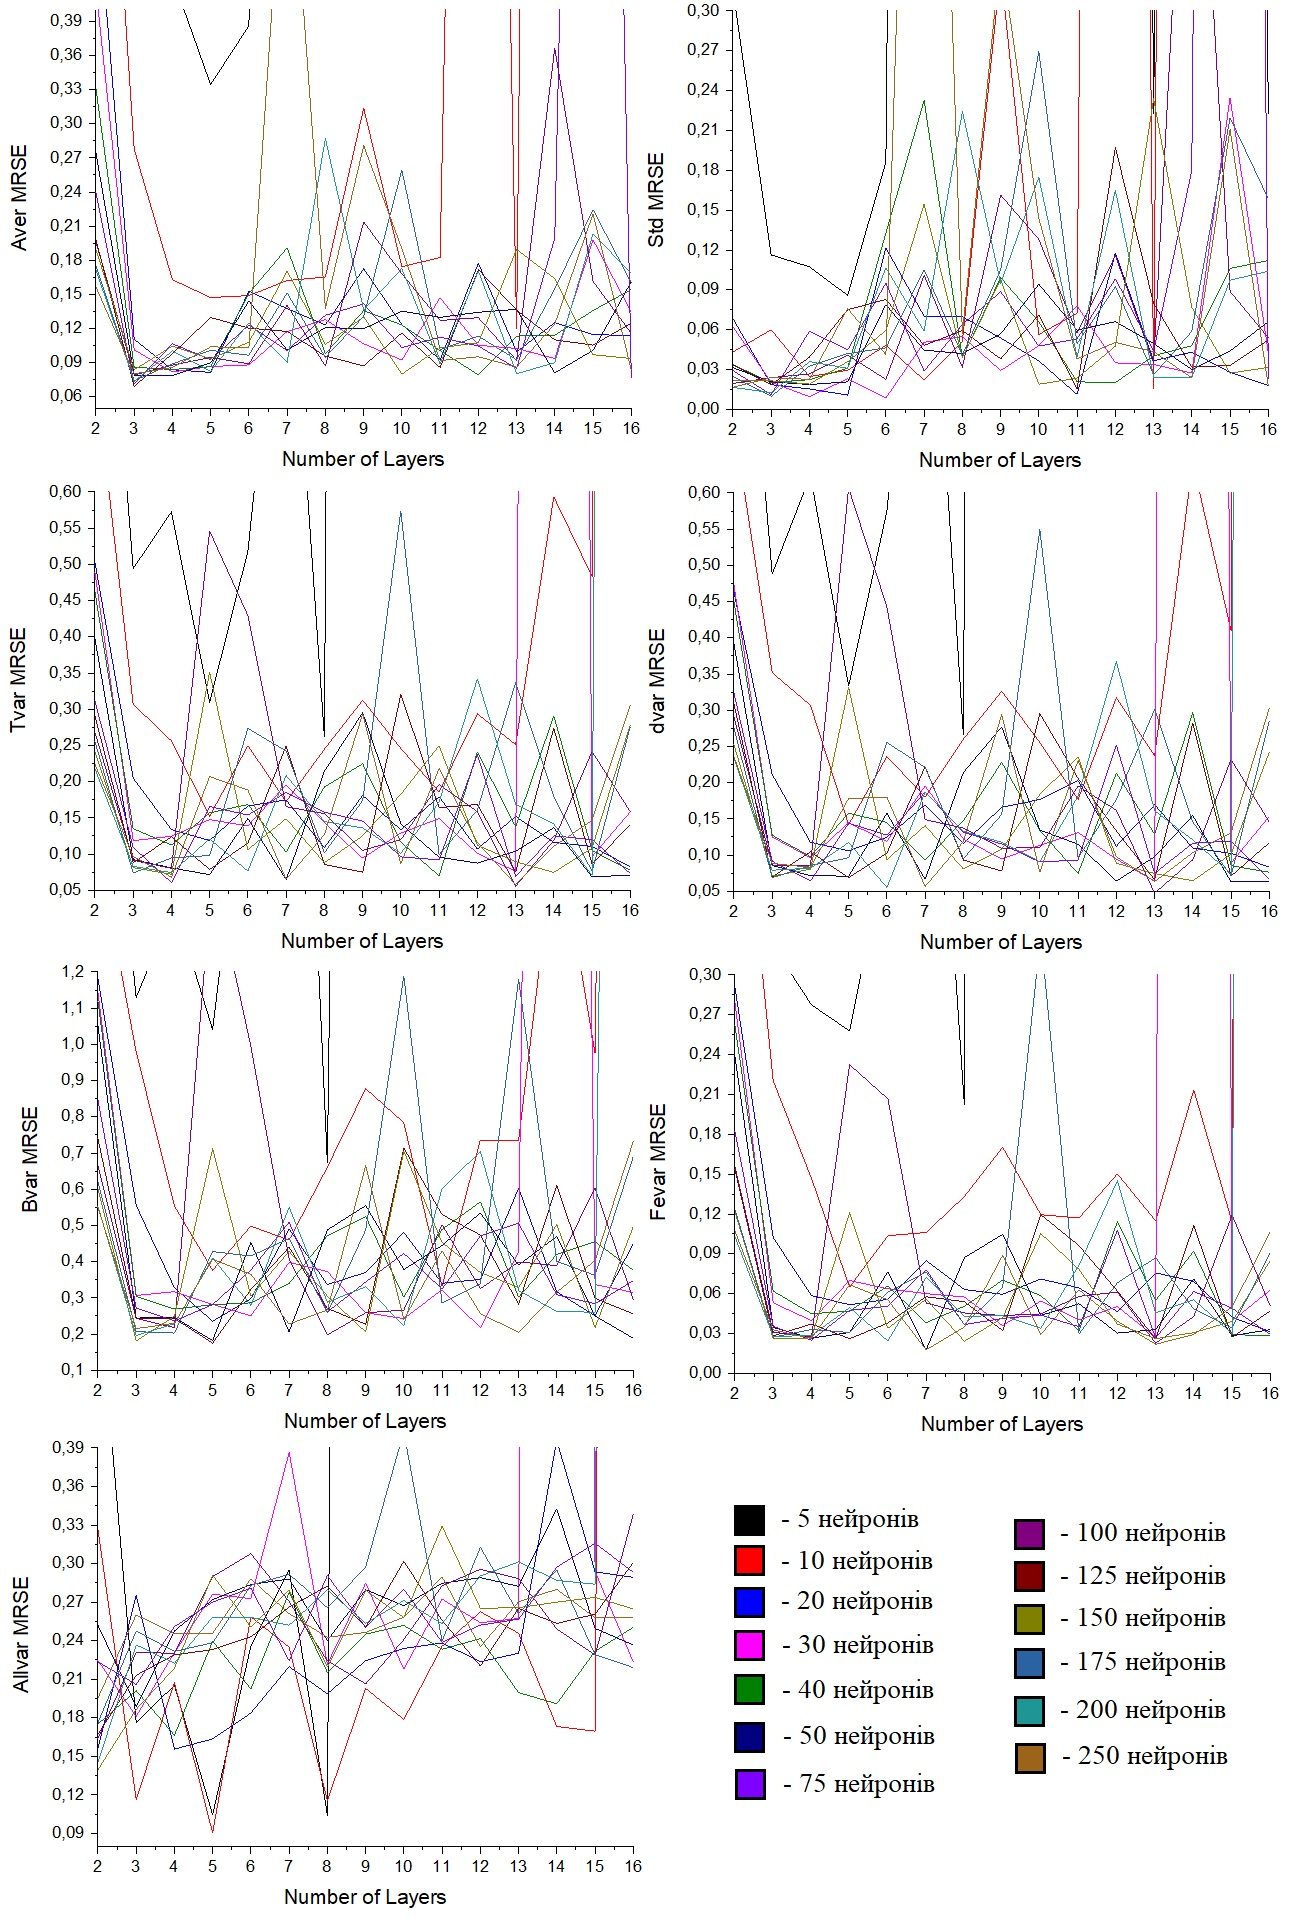 0,39
0,36
0,33
0,30
0,27
0,24
0,21
0,18
0,15
0,12
0,09
0,06
Aver MRSE
2 3 4 5 6 7 8 9 10 11 12 13 14 15 16
Number of Layers
0,30
0,27
0,24
0,21
0,18
0,15
0,12
0,09
0,06
0,03
0,00
Std MRSE
2 3 4 5 6 7 8 9 10 11 12 13 14 15 16
Number of Layers
0,60
0,55
0,50
0,45
0,40
0,35
0,30
0,25
0,20
0,15
0,10
0,05
Tvar MRSE
2 3 4 5 6 7 8 9 10 11 12 13 14 15 16
Number of Layers
0,60
0,55
0,50
0,45
0,40
0,35
0,30
0,25
0,20
0,15
0,10
0,05
dvar MRSE
2 3 4 5 6 7 8 9 10 11 12 13 14 15 16
Number of Layers
1,2
1,1
1,0
0,9
0,8
0,7
0,6
0,5
0,4
0,3
0,2
0,1
Bvar MRSE
2 3 4 5 6 7 8 9 10 11 12 13 14 15 16
Number of Layers
0,30
0,27
0,24
0,21
0,18
0,15
0,12
0,09
0,06
0,03
0,00
Fevar MRSE
2 3 4 5 6 7 8 9 10 11 12 13 14 15 16
Number of Layers
0,39
0,36
0,33
0,30
0,27
0,24
0,21
0,18
0,15
0,12
0,09
Allvar MRSE
2 3 4 5 6 7 8 9 10 11 12 13 14 15 16
Number of Layers
- 5 нейронів
- 10 нейронів
- 20 нейронів
- 30 нейронів
- 40 нейронів
- 50 нейронів
- 75 нейронів
- 100 нейронів
- 125 нейронів
- 150 нейронів
- 175 нейронів
- 200 нейронів
- 250 нейронів